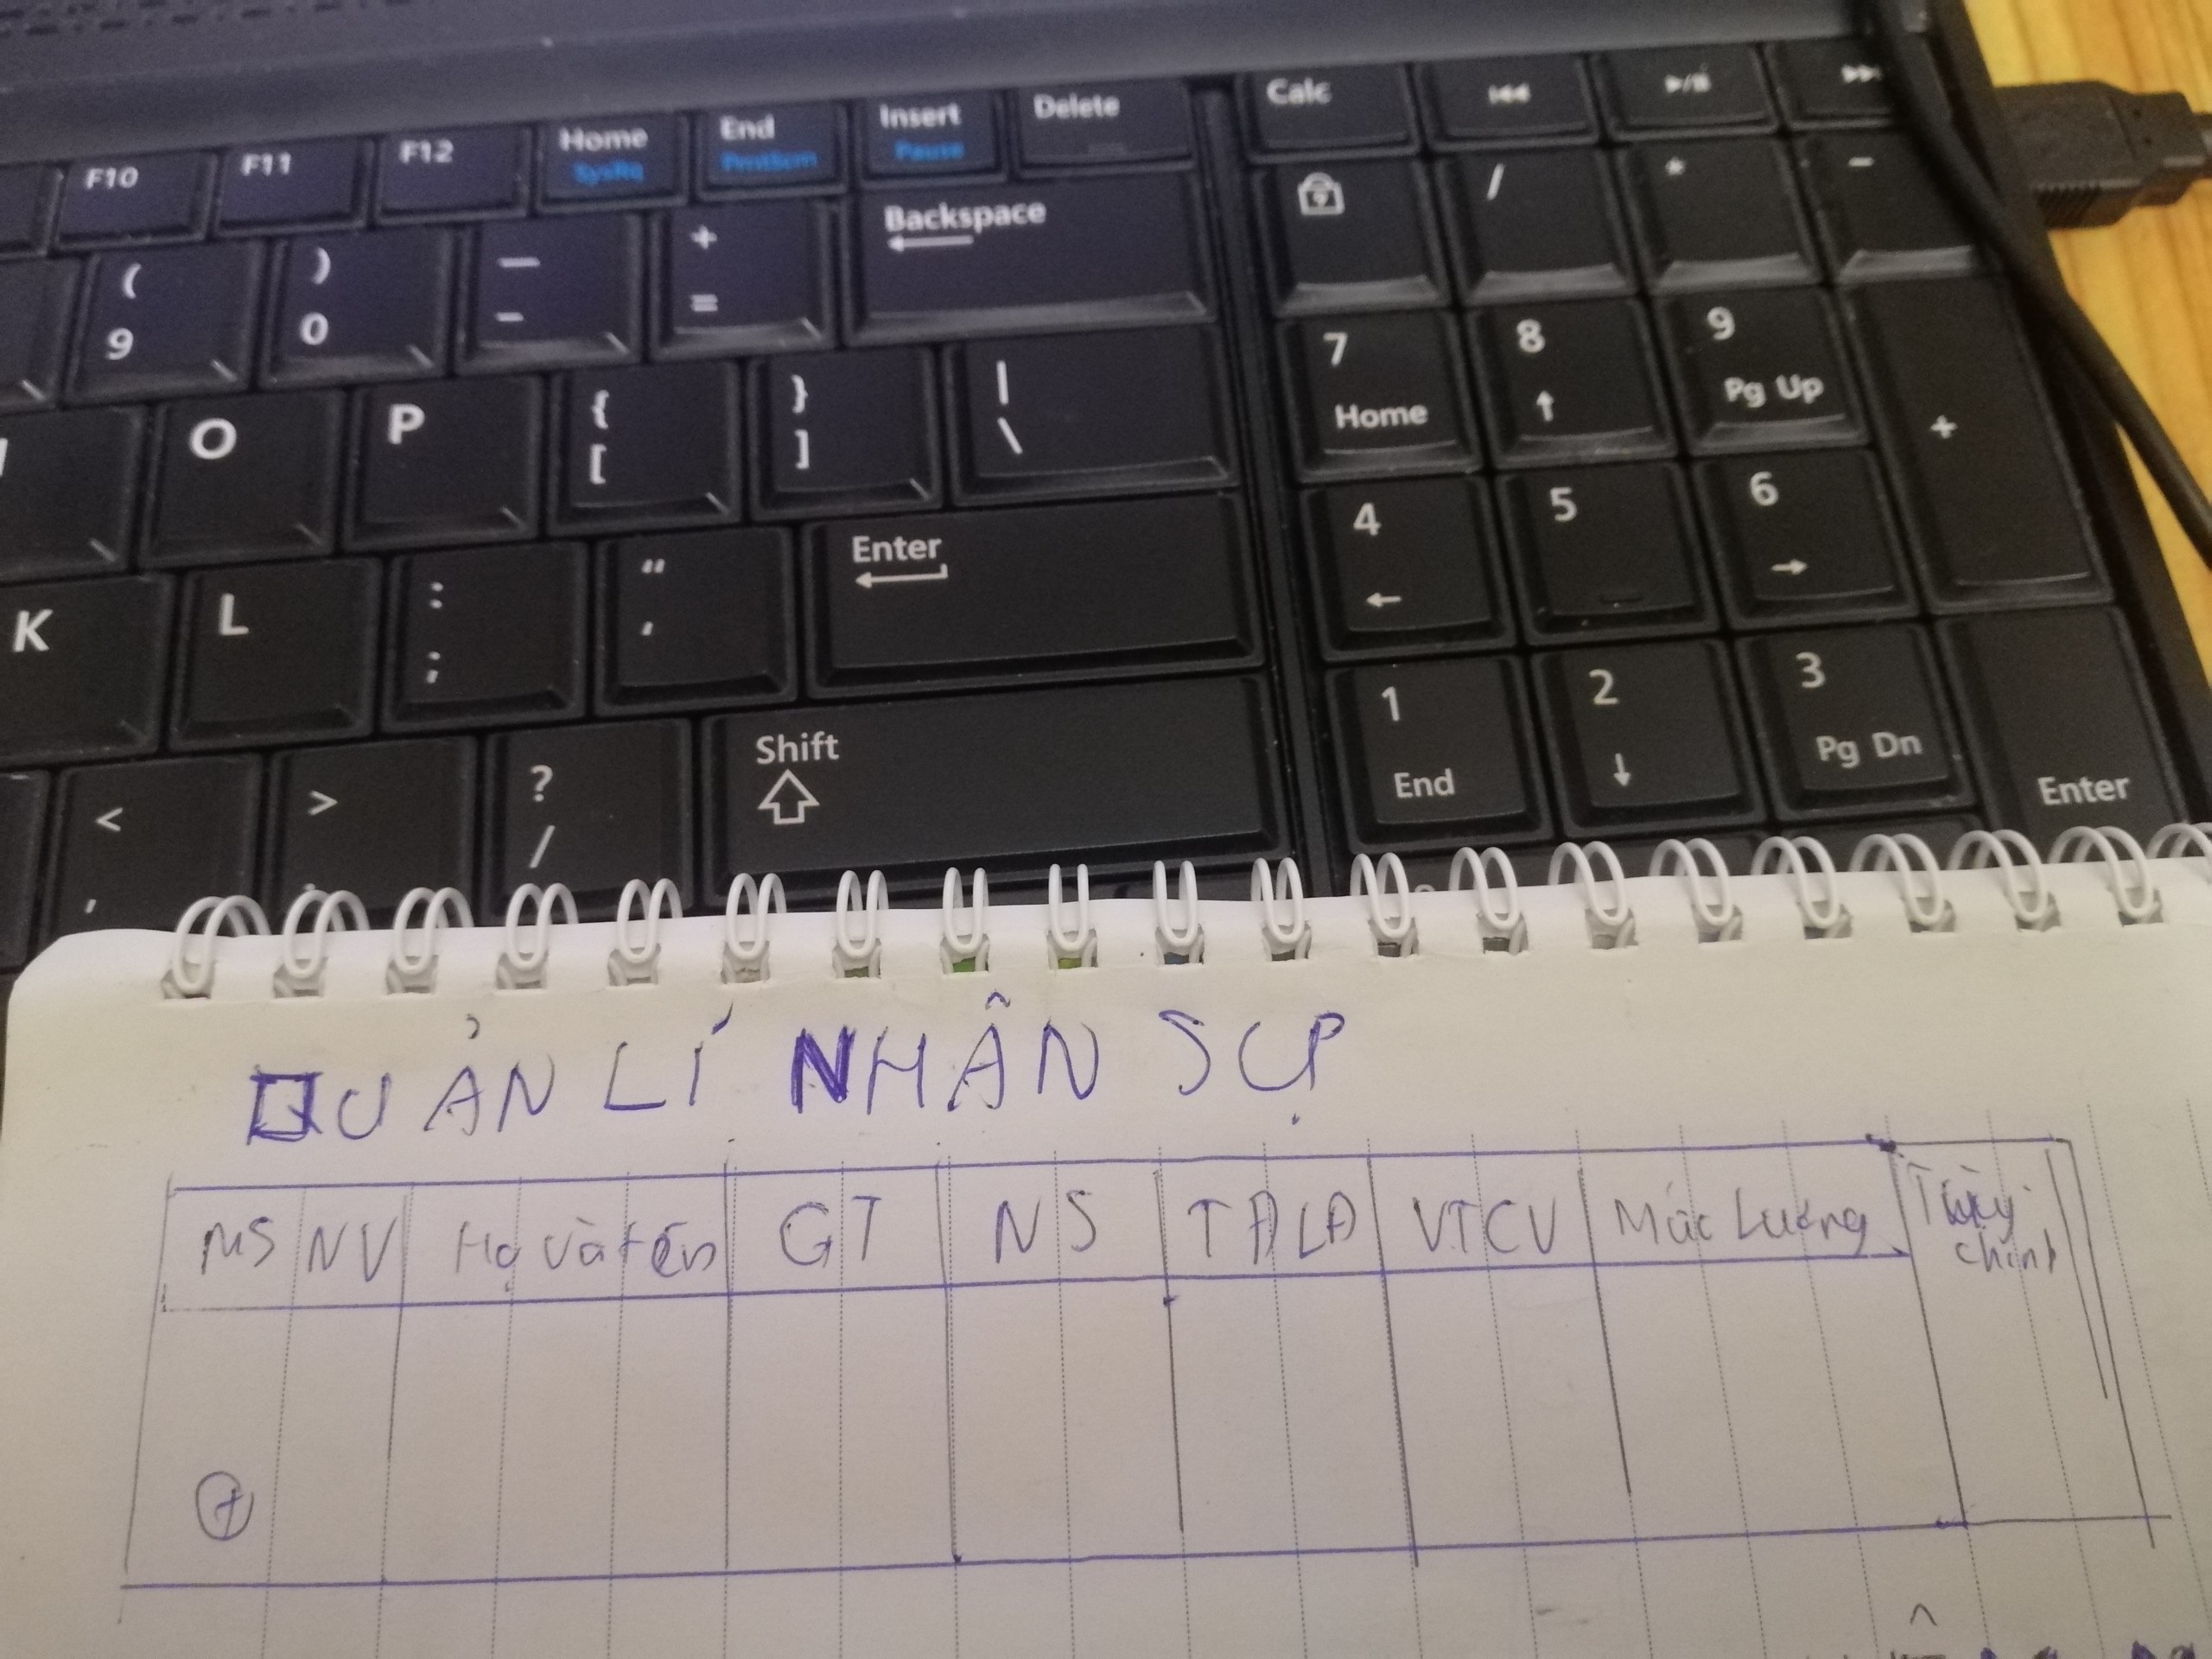 Calc
F10 F11 F12 Home End Insert Delete
SysRq PrntScrn Pause
( ) — + Backspace / * -
9 0 - =
O P { } | 7 8 9 +
[ ] \ Home ↑ Pg Up
K L : " Enter 4 5 6
; ' ← →
< > ? Shift 1 2 3
, . / End ↓ Pg Dn Enter
QUẢN LÍ NHÂN SỰ
MS NV Họ và tên GT NS TĐLĐ VTCV Mức Lương Tùy chỉnh
+